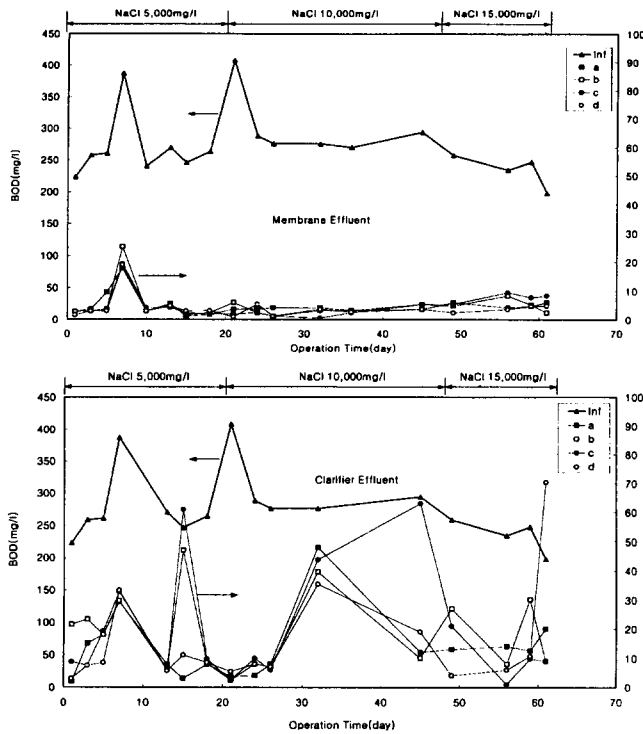 NaCl 5,000mg/l NaCl 10,000mg/l NaCl 15,000mg/l
450 100
400 90
350 80
300 70
250 60
200 50
150 40
100 30
50 20
0 10
0
BOD(mg/l)
Inf
a
b
c
d
Membrane Effluent
0 10 20 30 40 50 60 70
Operation Time(day)
NaCl 5,000mg/l NaCl 10,000mg/l NaCl 15,000mg/l
450 100
400 90
350 80
300 70
250 60
200 50
150 40
100 30
50 20
0 10
0
BOD(mg/l)
Inf
a
b
c
d
Clarifier Effluent
0 10 20 30 40 50 60 70
Operation Time(day)